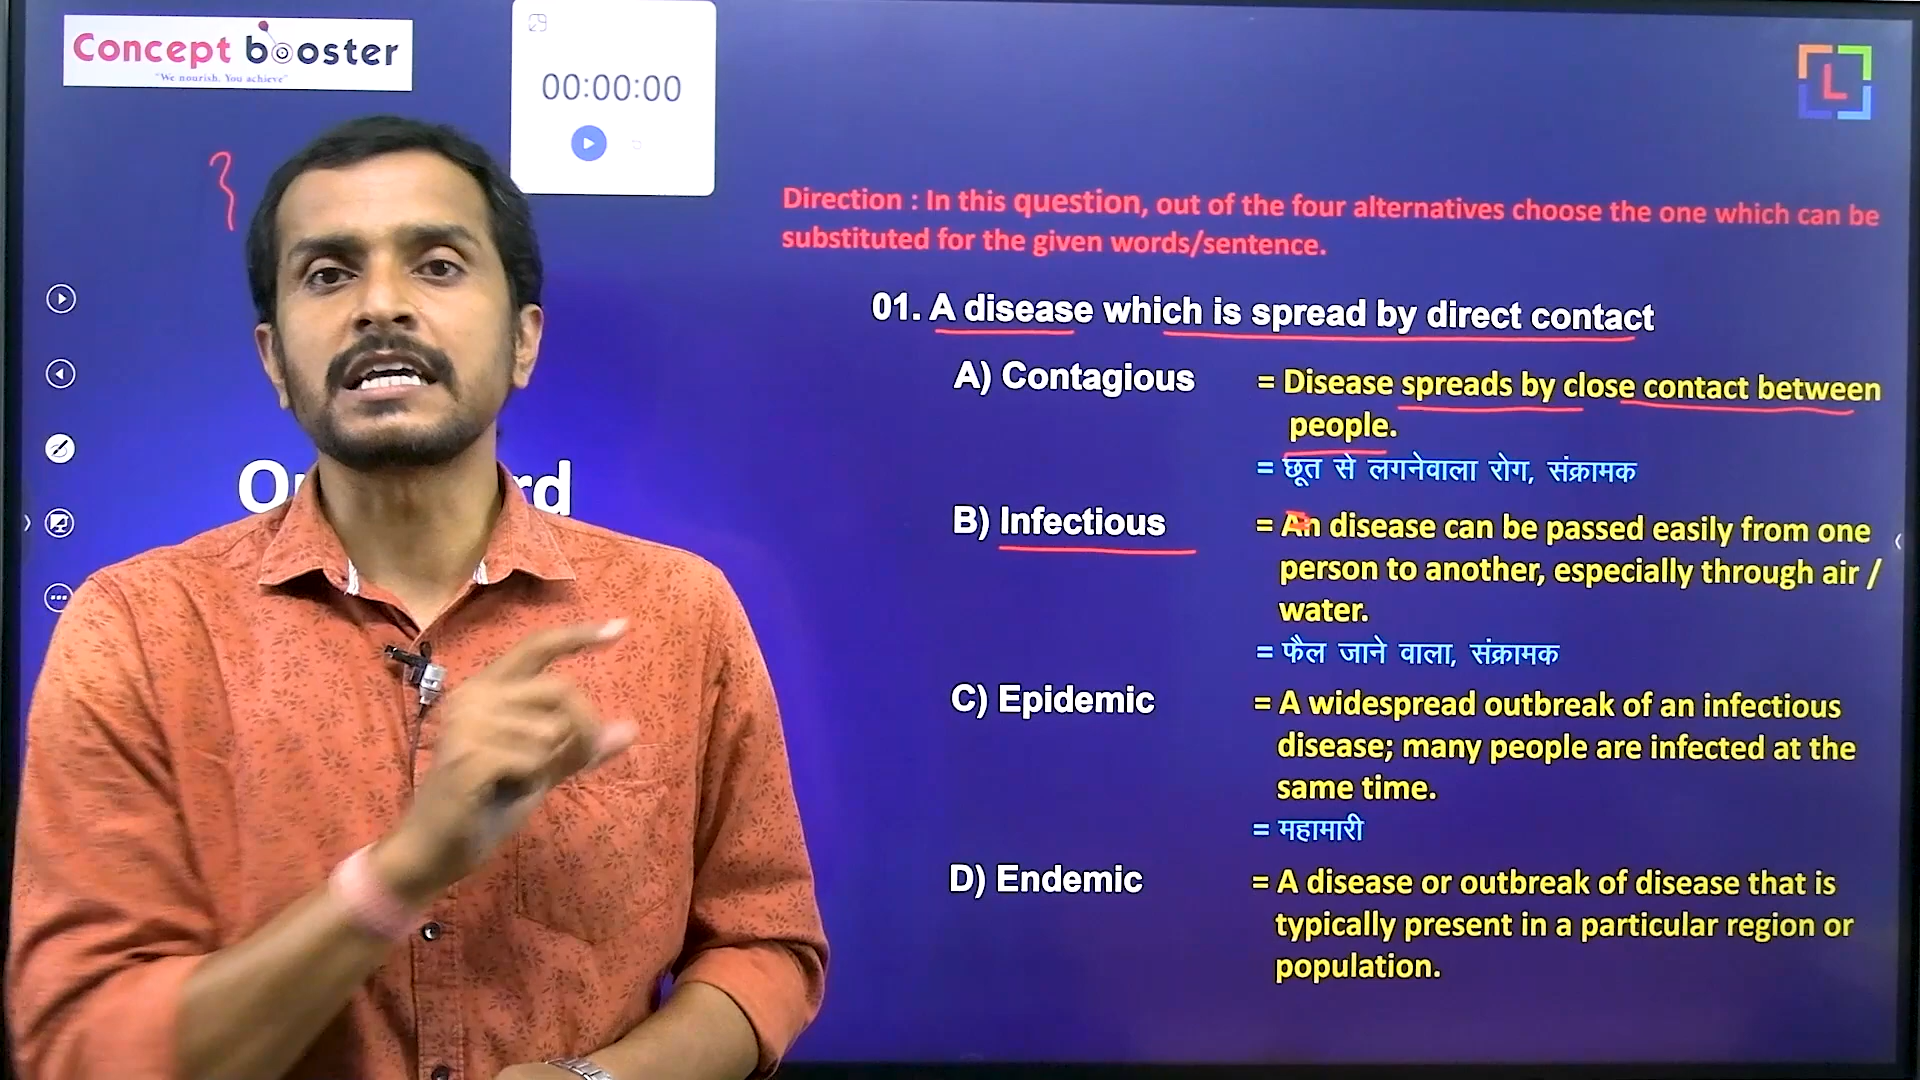 Concept booster
"We nourish. You achieve"
00:00:00
L
Direction : In this question, out of the four alternatives choose the one which can be
substituted for the given words/sentence.
01. A disease which is spread by direct contact
A) Contagious = Disease spreads by close contact between
people.
= छूत से लगनेवाला रोग, संक्रामक
B) Infectious = An disease can be passed easily from one
person to another, especially through air /
water.
= फैल जाने वाला, संक्रामक
C) Epidemic = A widespread outbreak of an infectious
disease; many people are infected at the
same time.
= महामारी
D) Endemic = A disease or outbreak of disease that is
typically present in a particular region or
population.